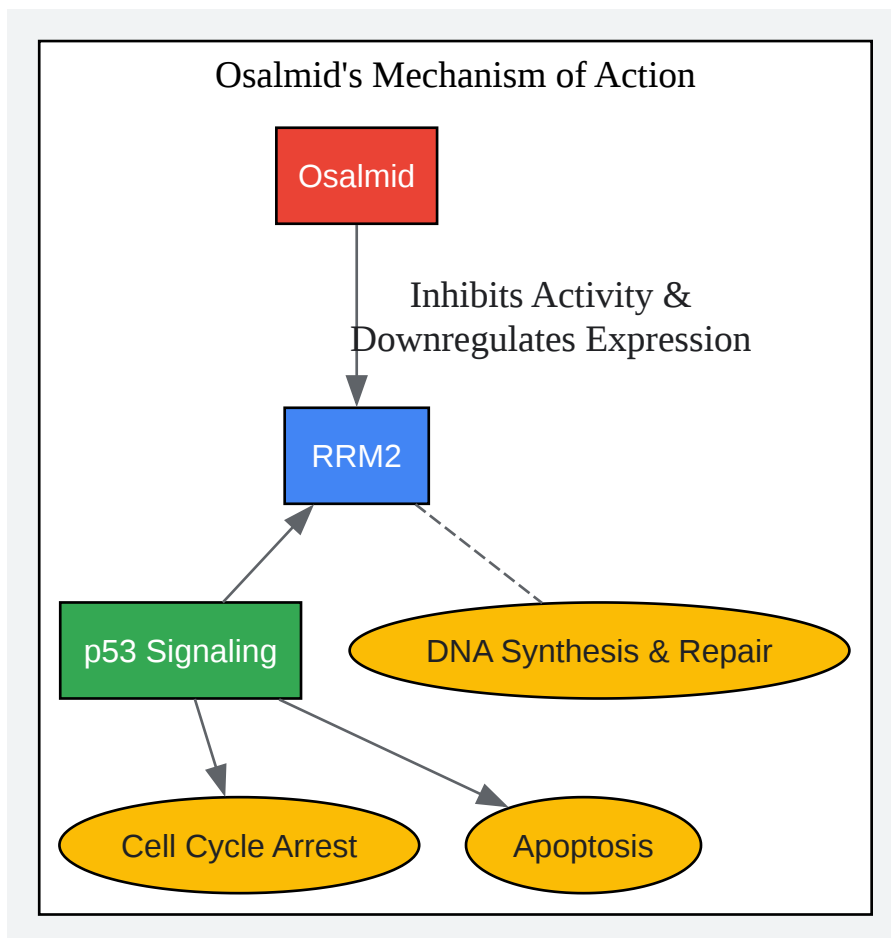 Osalmid's Mechanism of Action
Osalmid
Inhibits Activity &
Downregulates Expression
RRM2
p53 Signaling
DNA Synthesis & Repair
Cell Cycle Arrest
Apoptosis